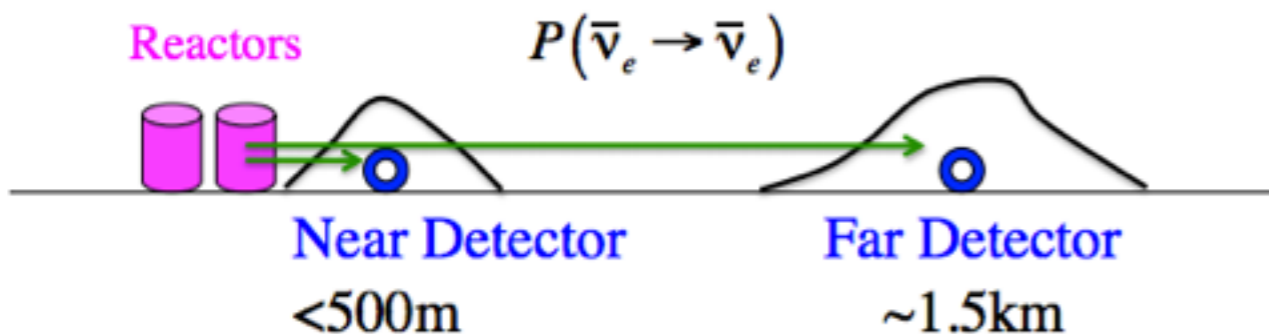 Reactors
P(ν̄ₑ → ν̄ₑ)
Near Detector
<500m
Far Detector
~1.5km